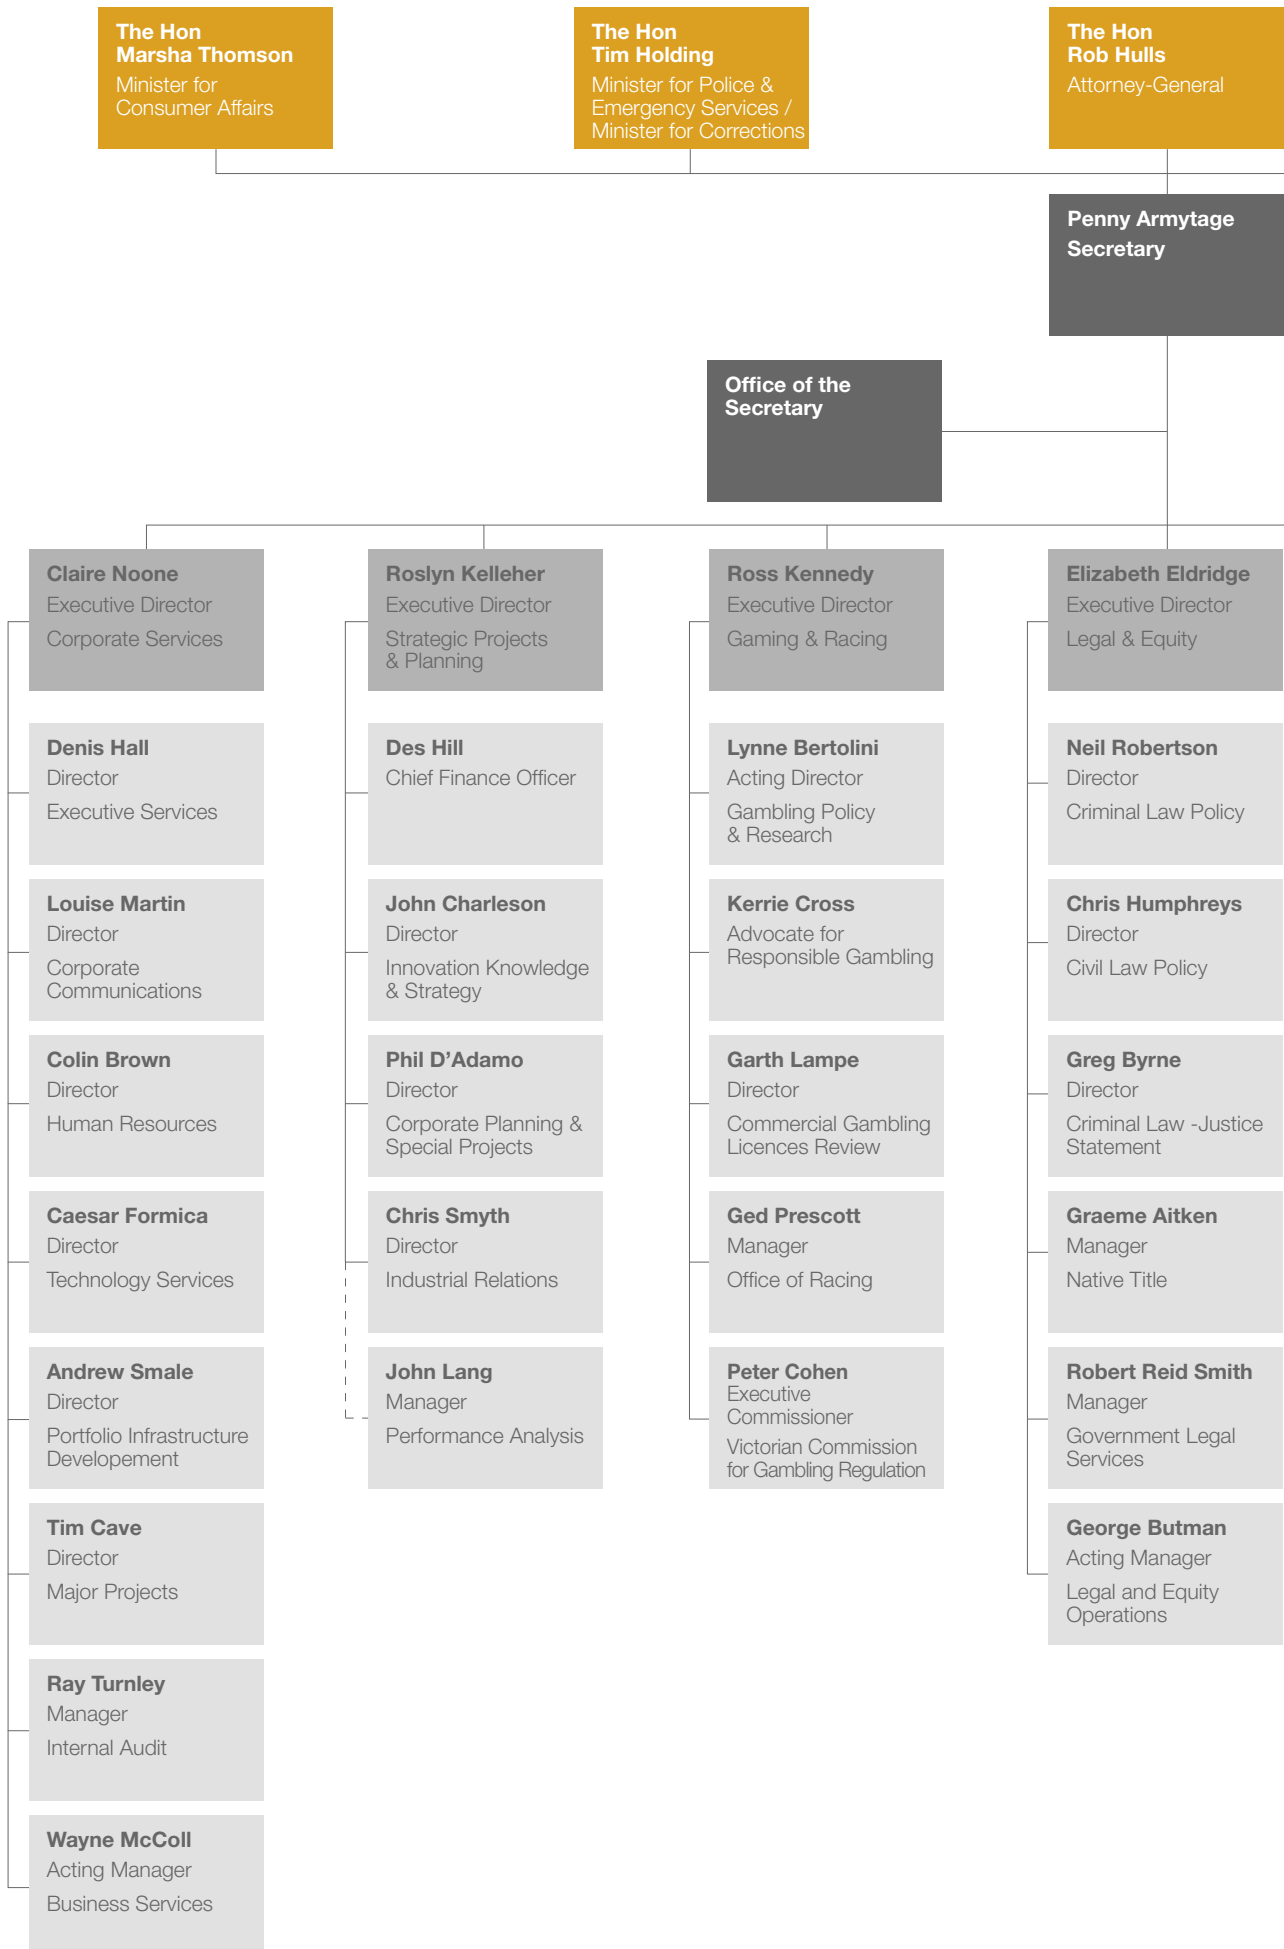 The Hon
Marsha Thomson
Minister for
Consumer Affairs
The Hon
Tim Holding
Minister for Police &
Emergency Services /
Minister for Corrections
The Hon
Rob Hulls
Attorney-General
Penny Armytage
Secretary
Office of the
Secretary
Claire Noone
Executive Director
Corporate Services
Denis Hall
Director
Executive Services
Louise Martin
Director
Corporate
Communications
Colin Brown
Director
Human Resources
Caesar Formica
Director
Technology Services
Andrew Smale
Director
Portfolio Infrastructure
Developement
Tim Cave
Director
Major Projects
Ray Turnley
Manager
Internal Audit
Wayne McColl
Acting Manager
Business Services
Roslyn Kelleher
Executive Director
Strategic Projects
& Planning
Des Hill
Chief Finance Officer
John Charleson
Director
Innovation Knowledge
& Strategy
Phil D’Adamo
Director
Corporate Planning &
Special Projects
Chris Smyth
Director
Industrial Relations
John Lang
Manager
Performance Analysis
Ross Kennedy
Executive Director
Gaming & Racing
Lynne Bertolini
Acting Director
Gambling Policy
& Research
Kerrie Cross
Advocate for
Responsible Gambling
Garth Lampe
Director
Commercial Gambling
Licences Review
Ged Prescott
Manager
Office of Racing
Peter Cohen
Executive
Commissioner
Victorian Commission
for Gambling Regulation
Elizabeth Eldridge
Executive Director
Legal & Equity
Neil Robertson
Director
Criminal Law Policy
Chris Humphreys
Director
Civil Law Policy
Greg Byrne
Director
Criminal Law -Justice
Statement
Graeme Aitken
Manager
Native Title
Robert Reid Smith
Manager
Government Legal
Services
George Butman
Acting Manager
Legal and Equity
Operations